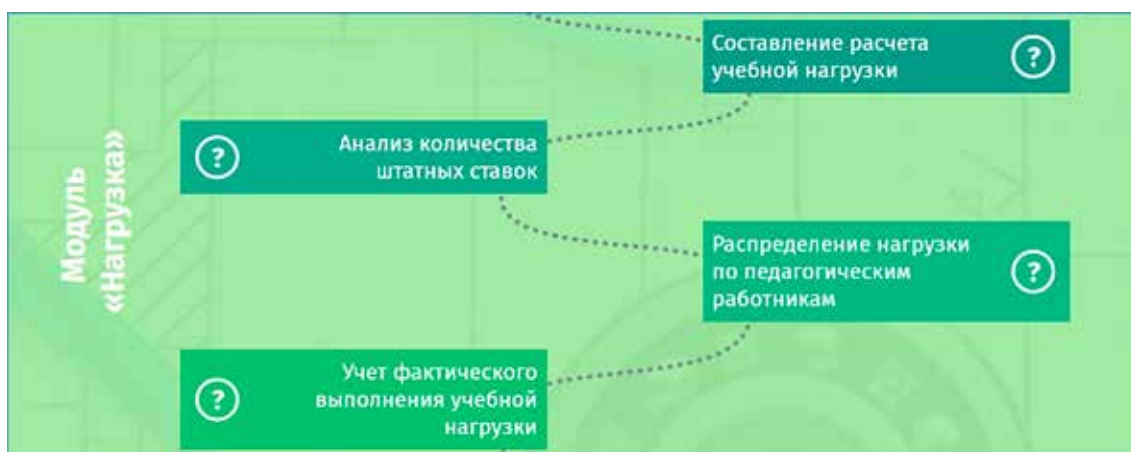 Модуль
«Нагрузка»
Составление расчета
учебной нагрузки
?
?
Анализ количества
штатных ставок
Распределение нагрузки
по педагогическим
работникам
?
?
Учет фактического
выполнения учебной
нагрузки